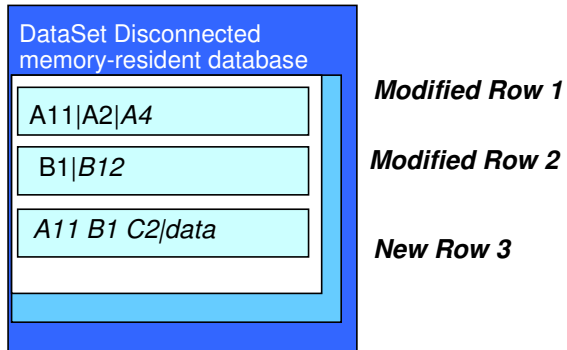 DataSet Disconnected
memory-resident database
Modified Row 1
A11|A2|A4
Modified Row 2
B1|B12
A11 B1 C2|data
New Row 3